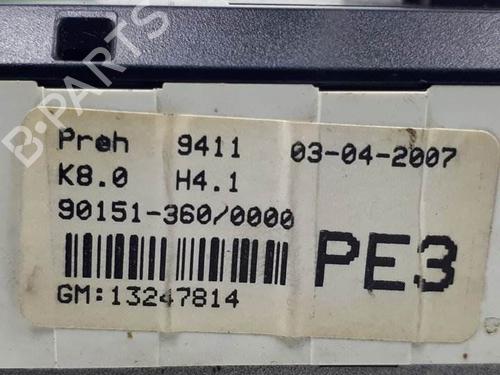 Preh 9411 03-04-2007
K8.0 H4.1
90151-360/0000
PE3
GM:13247814
B-PARTS